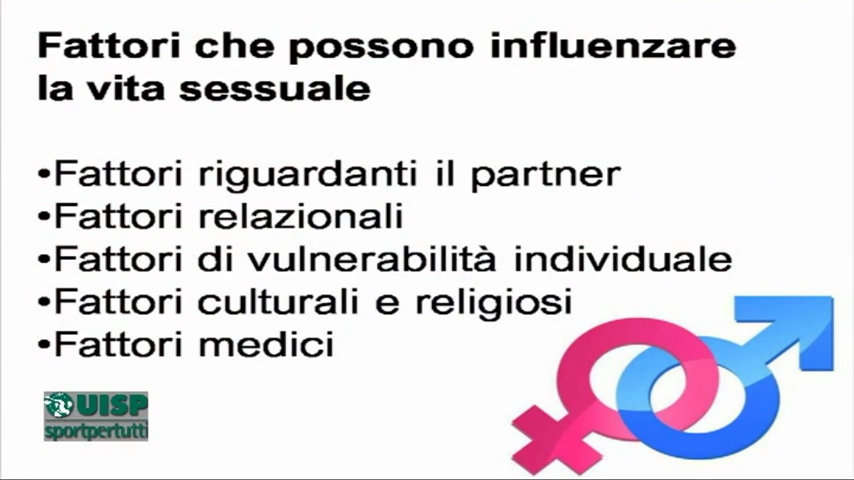 Fattori che possono influenzare
la vita sessuale
•Fattori riguardanti il partner
•Fattori relazionali
•Fattori di vulnerabilità individuale
•Fattori culturali e religiosi
•Fattori medici
UISP
sportpertutti